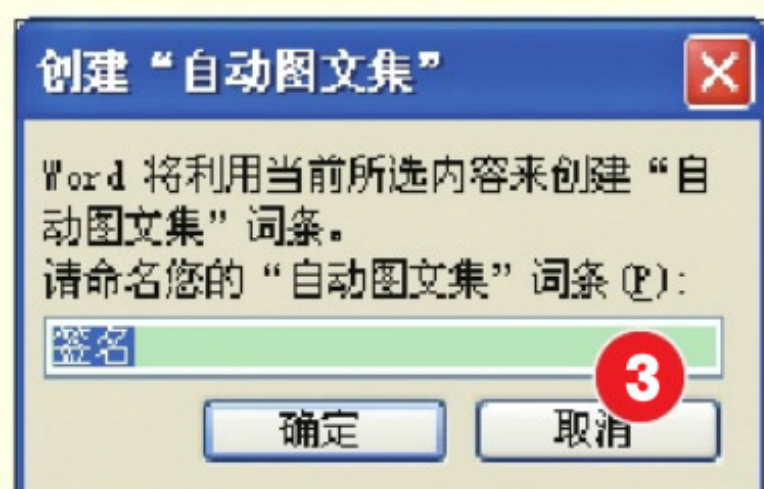 创建“自动图文集”
Word 将利用当前所选内容来创建“自
动图文集”词条。
请命名您的“自动图文集”词条(P):
签名
3
确定
取消